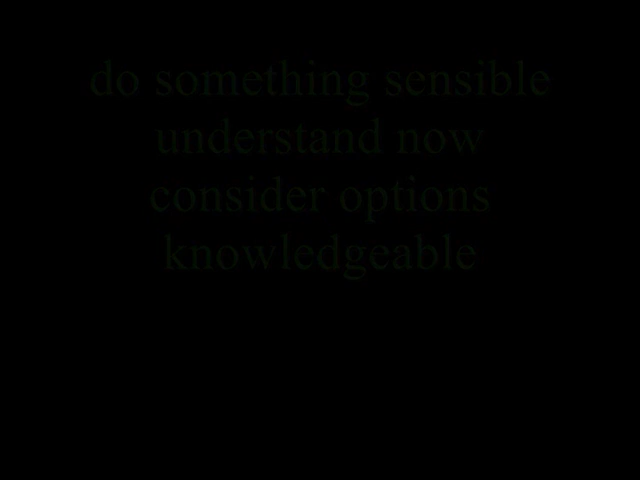 do something sensible
understand now
consider options
knowledgeable